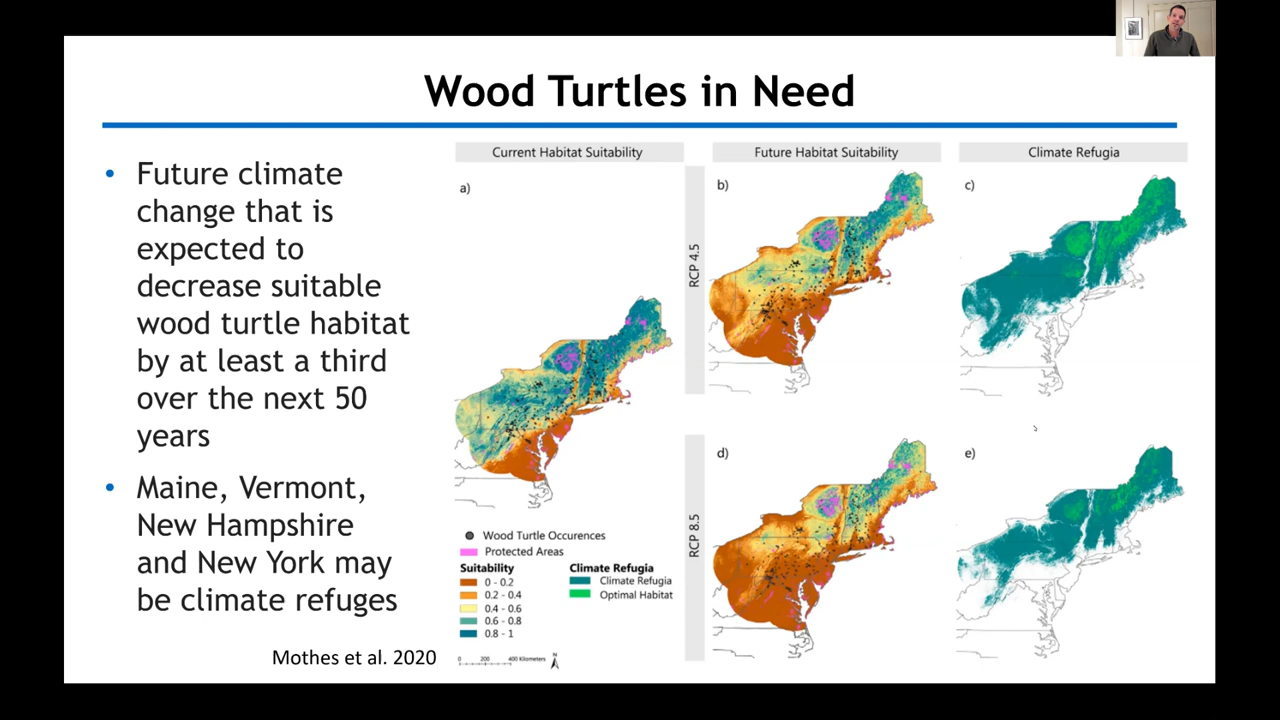 Wood Turtles in Need
• Future climate
change that is
expected to
decrease suitable
wood turtle habitat
by at least a third
over the next 50
years
• Maine, Vermont,
New Hampshire
and New York may
be climate refuges
Mothes et al. 2020
Current Habitat Suitability
Future Habitat Suitability
Climate Refugia
a)
b)
c)
RCP 4.5
d)
e)
RCP 8.5
Wood Turtle Occurences
Protected Areas
Suitability
0 - 0.2
0.2 - 0.4
0.4 - 0.6
0.6 - 0.8
0.8 - 1
Climate Refugia
Climate Refugia
Optimal Habitat
0 200 400 Kilometers
N